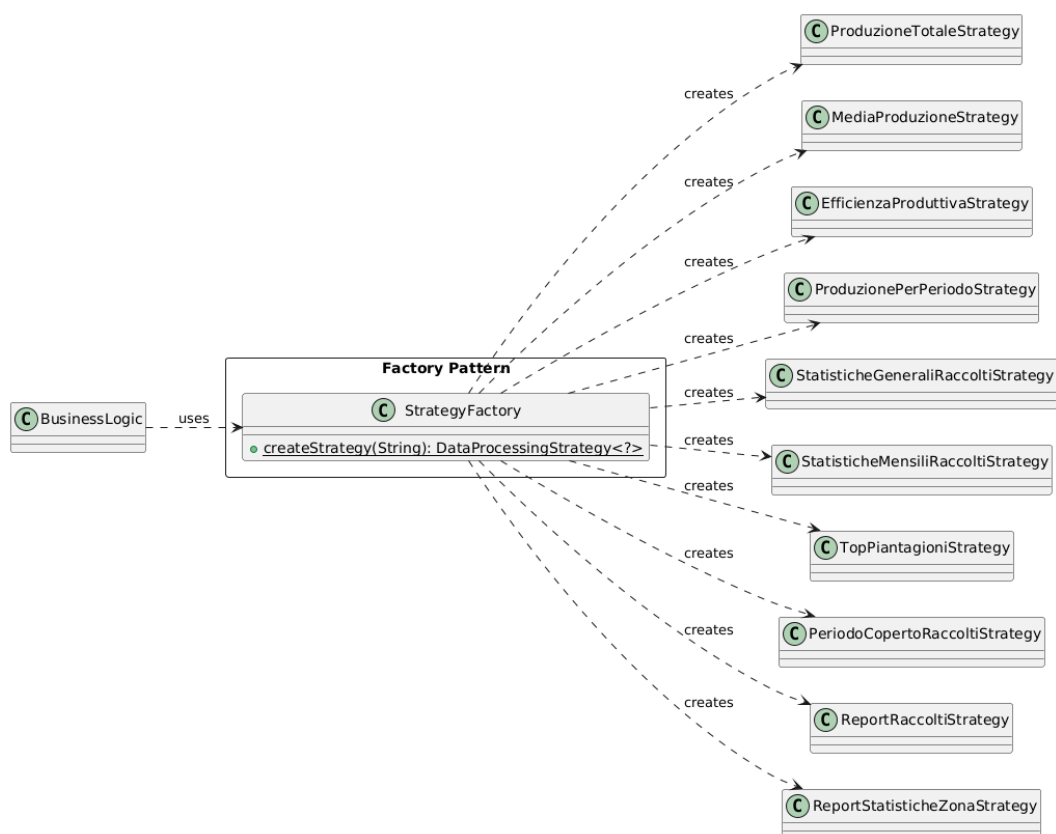 C ProduzioneTotaleStrategy
creates
C MediaProduzioneStrategy
creates
C EfficienzaProduttivaStrategy
creates
C ProduzionePerPeriodoStrategy
creates
Factory Pattern
C StatisticheGeneraliRaccoltiStrategy
creates
C BusinessLogic
uses
C StrategyFactory
createStrategy(String): DataProcessingStrategy<?>
creates
C StatisticheMensiliRaccoltiStrategy
creates
C TopPiantagioniStrategy
creates
C PeriodoCopertoRaccoltiStrategy
creates
C ReportRaccoltiStrategy
creates
C ReportStatisticheZonaStrategy